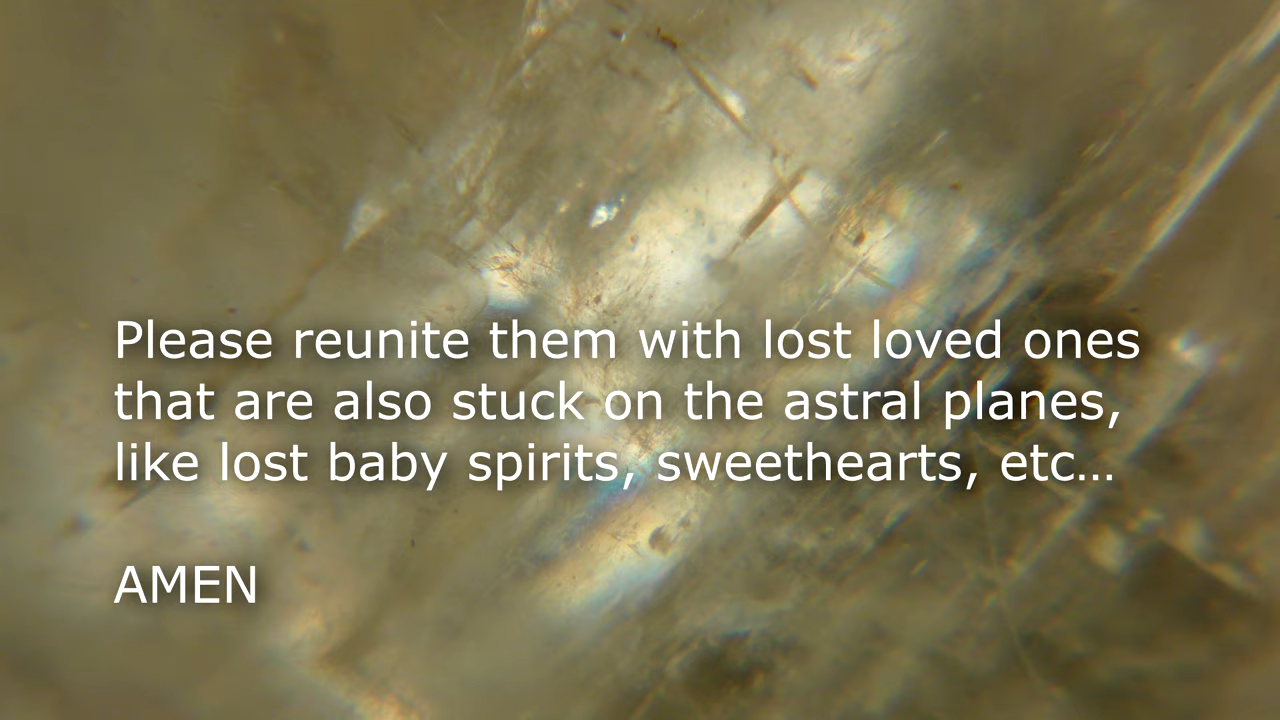 Please reunite them with lost loved ones
that are also stuck on the astral planes,
like lost baby spirits, sweethearts, etc…
AMEN